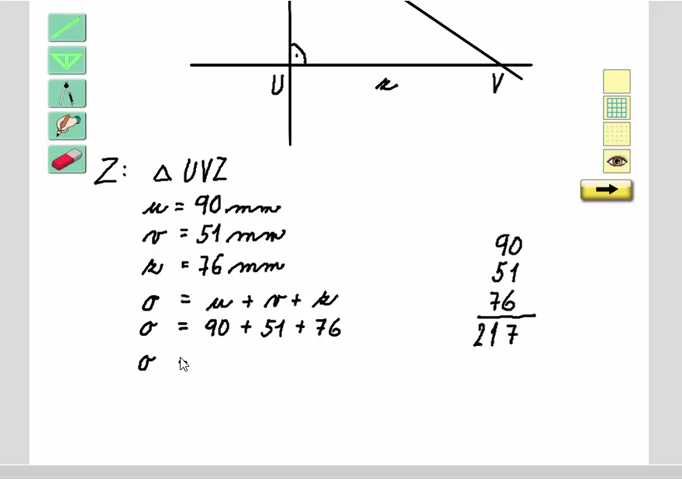 U z V
Z: △ UVZ
u = 90 mm
v = 51 mm
z = 76 mm
o = u + v + z
o = 90 + 51 + 76
o
90
51
76
217